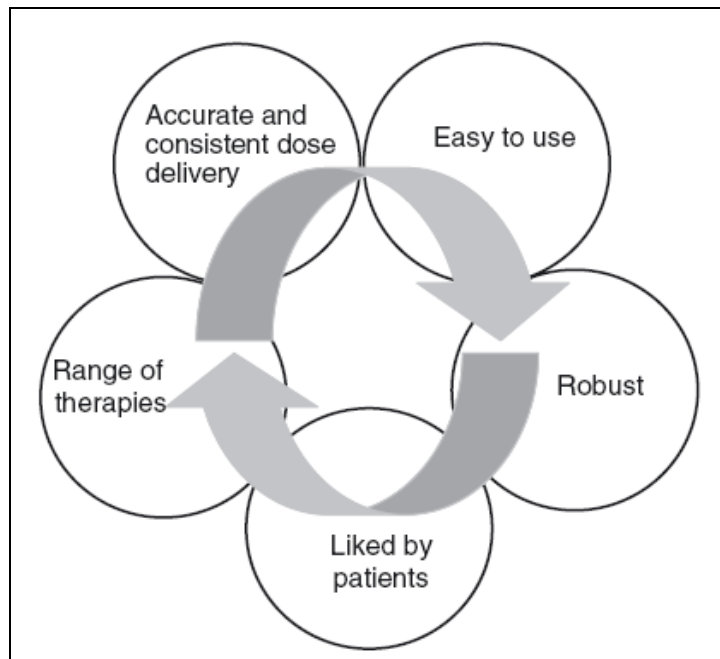 Accurate and
consistent dose
delivery
Easy to use
Range of
therapies
Robust
Liked by
patients